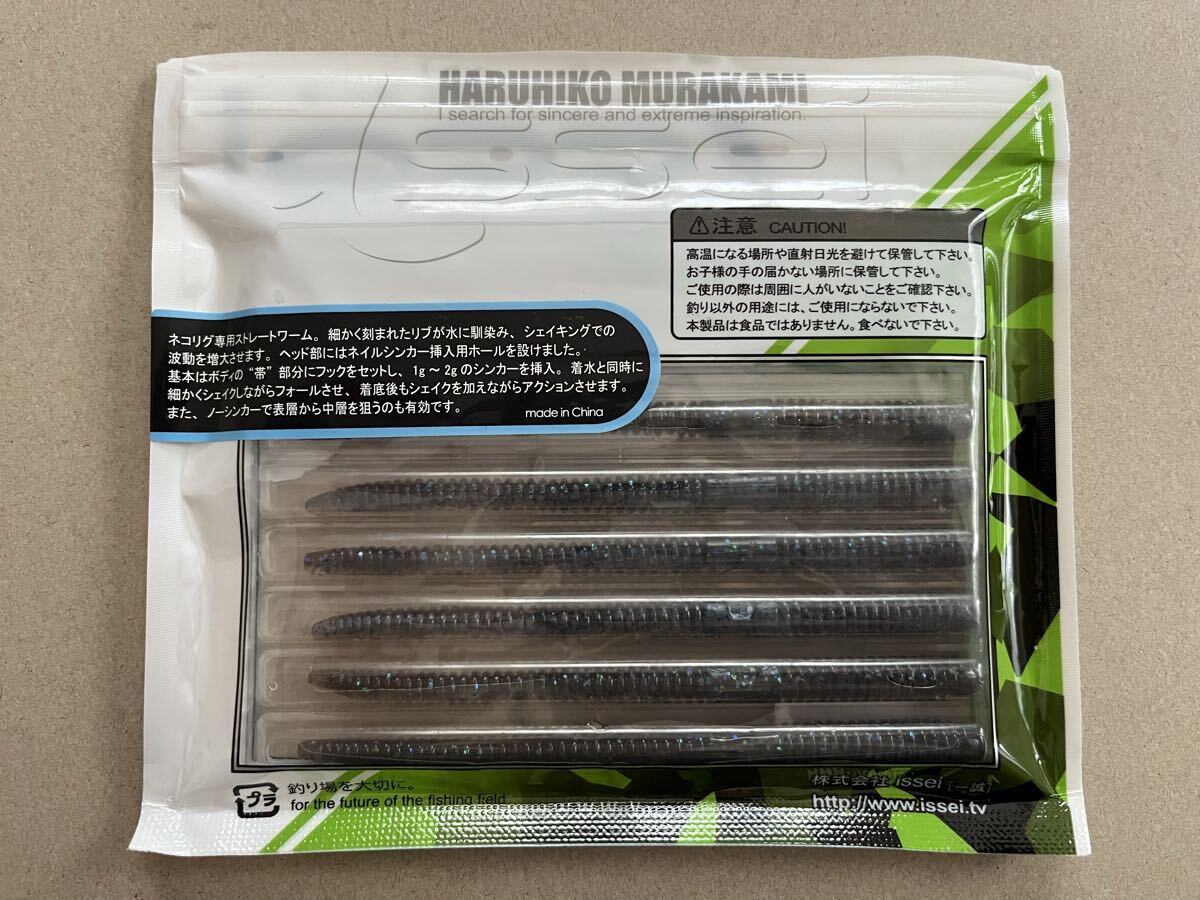 HARUHIKO MURAKAMI
I search for sincere and extreme inspiration.
issei
注意 CAUTION!
高温になる場所や直射日光を避けて保管して下さい。
お子様の手の届かない場所に保管して下さい。
ご使用の際は周囲に人がいないことをご確認下さい。
釣り以外の用途には、ご使用にならないで下さい。
本製品は食品ではありません。食べないで下さい。
ネコリグ専用ストレートワーム。細かく刻まれたリブが水に馴染み、シェイキングでの
波動を増大させます。ヘッド部にはネイルシンカー挿入用ホールを設けました。
基本はボディの“帯”部分にフックをセットし、1g～2gのシンカーを挿入。着水と同時に
細かくシェイクしながらフォールさせ、着底後もシェイクを加えながらアクションさせます。
また、ノーシンカーで表層から中層を狙うのも有効です。
made in China
プラ
釣り場を大切に。
for the future of the fishing field
株式会社issei［一誠］
http://www.issei.tv